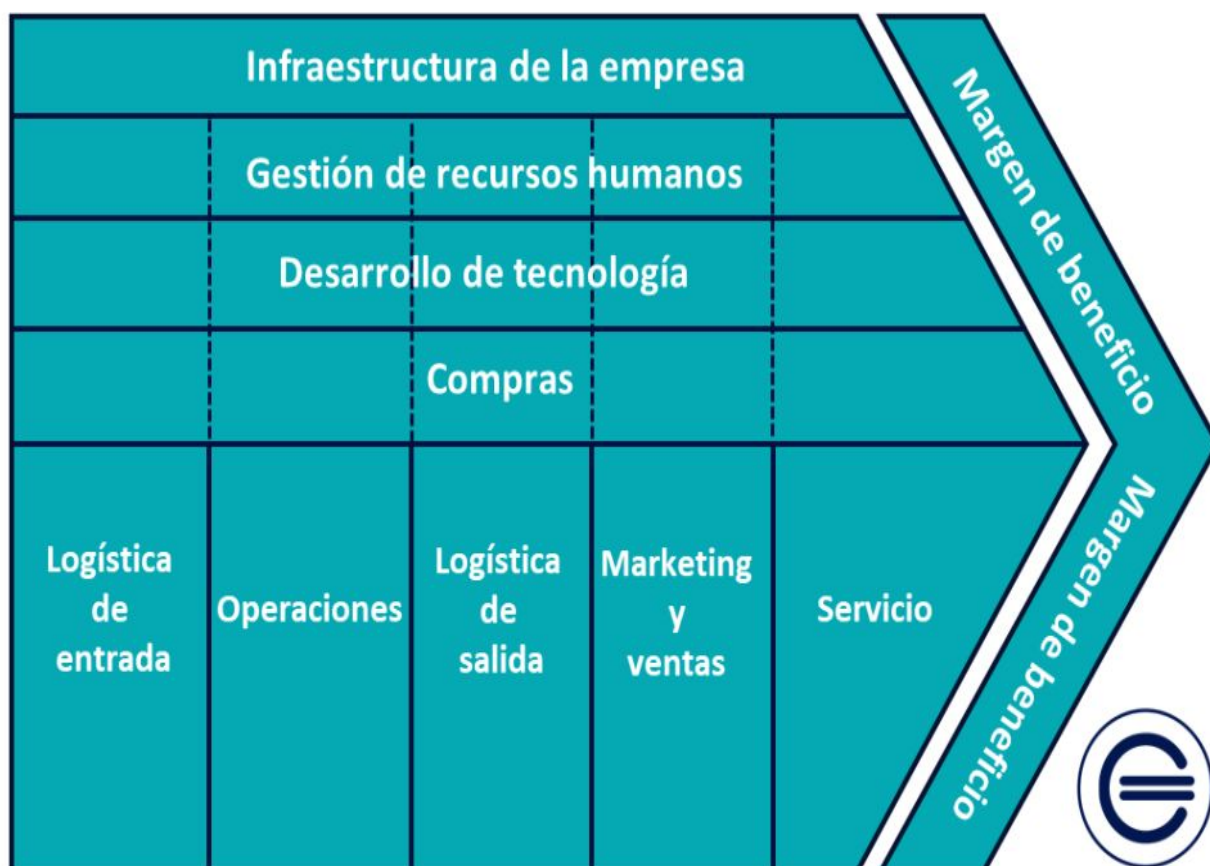 Infraestructura de la empresa
Gestión de recursos humanos
Desarrollo de tecnología
Compras
Logística
de
entrada
Operaciones
Logística
de
salida
Marketing
y
ventas
Servicio
Margen de beneficio
Margen de beneficio